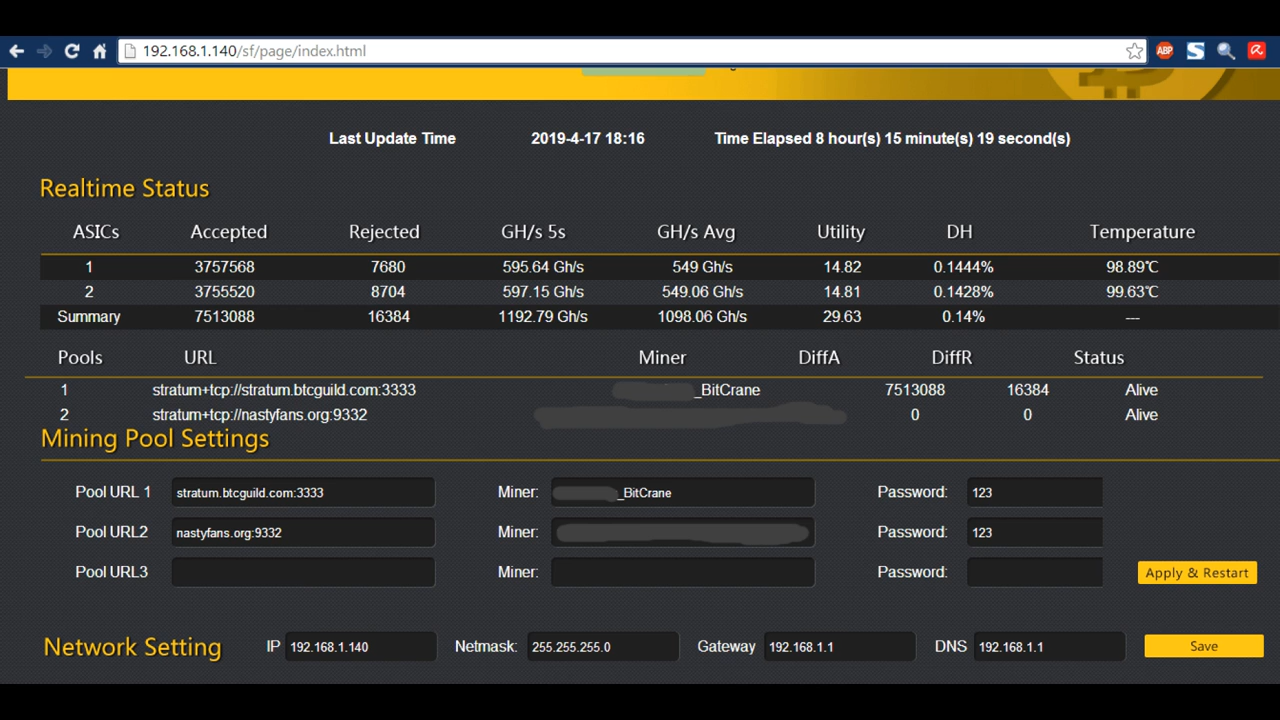 192.168.1.140/sf/page/index.html
ABP S
Last Update Time 2019-4-17 18:16 Time Elapsed 8 hour(s) 15 minute(s) 19 second(s)
Realtime Status
ASICs Accepted Rejected GH/s 5s GH/s Avg Utility DH Temperature
1 3757568 7680 595.64 Gh/s 549 Gh/s 14.82 0.1444% 98.89℃
2 3755520 8704 597.15 Gh/s 549.06 Gh/s 14.81 0.1428% 99.63℃
Summary 7513088 16384 1192.79 Gh/s 1098.06 Gh/s 29.63 0.14% ---
Pools URL Miner DiffA DiffR Status
1 stratum+tcp://stratum.btcguild.com:3333 _BitCrane 7513088 16384 Alive
2 stratum+tcp://nastyfans.org:9332 0 0 Alive
Mining Pool Settings
Pool URL 1 stratum.btcguild.com:3333 Miner: _BitCrane Password: 123
Pool URL2 nastyfans.org:9332 Miner: Password: 123
Pool URL3 Miner: Password: Apply & Restart
Network Setting IP 192.168.1.140 Netmask: 255.255.255.0 Gateway 192.168.1.1 DNS 192.168.1.1 Save